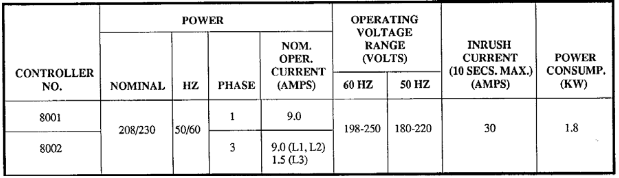 POWER
OPERATING
VOLTAGE
RANGE
(VOLTS)
INRUSH
CURRENT
(10 SECS. MAX.)
(AMPS)
POWER
CONSUMP.
(KW)
CONTROLLER
NO.
NOMINAL
HZ
PHASE
NOM.
OPER.
CURRENT
(AMPS)
60 HZ
50 HZ
8001
208/230
50/60
1
9.0
198-250
180-220
30
1.8
8002
3
9.0 (L1, L2)
1.5 (L3)